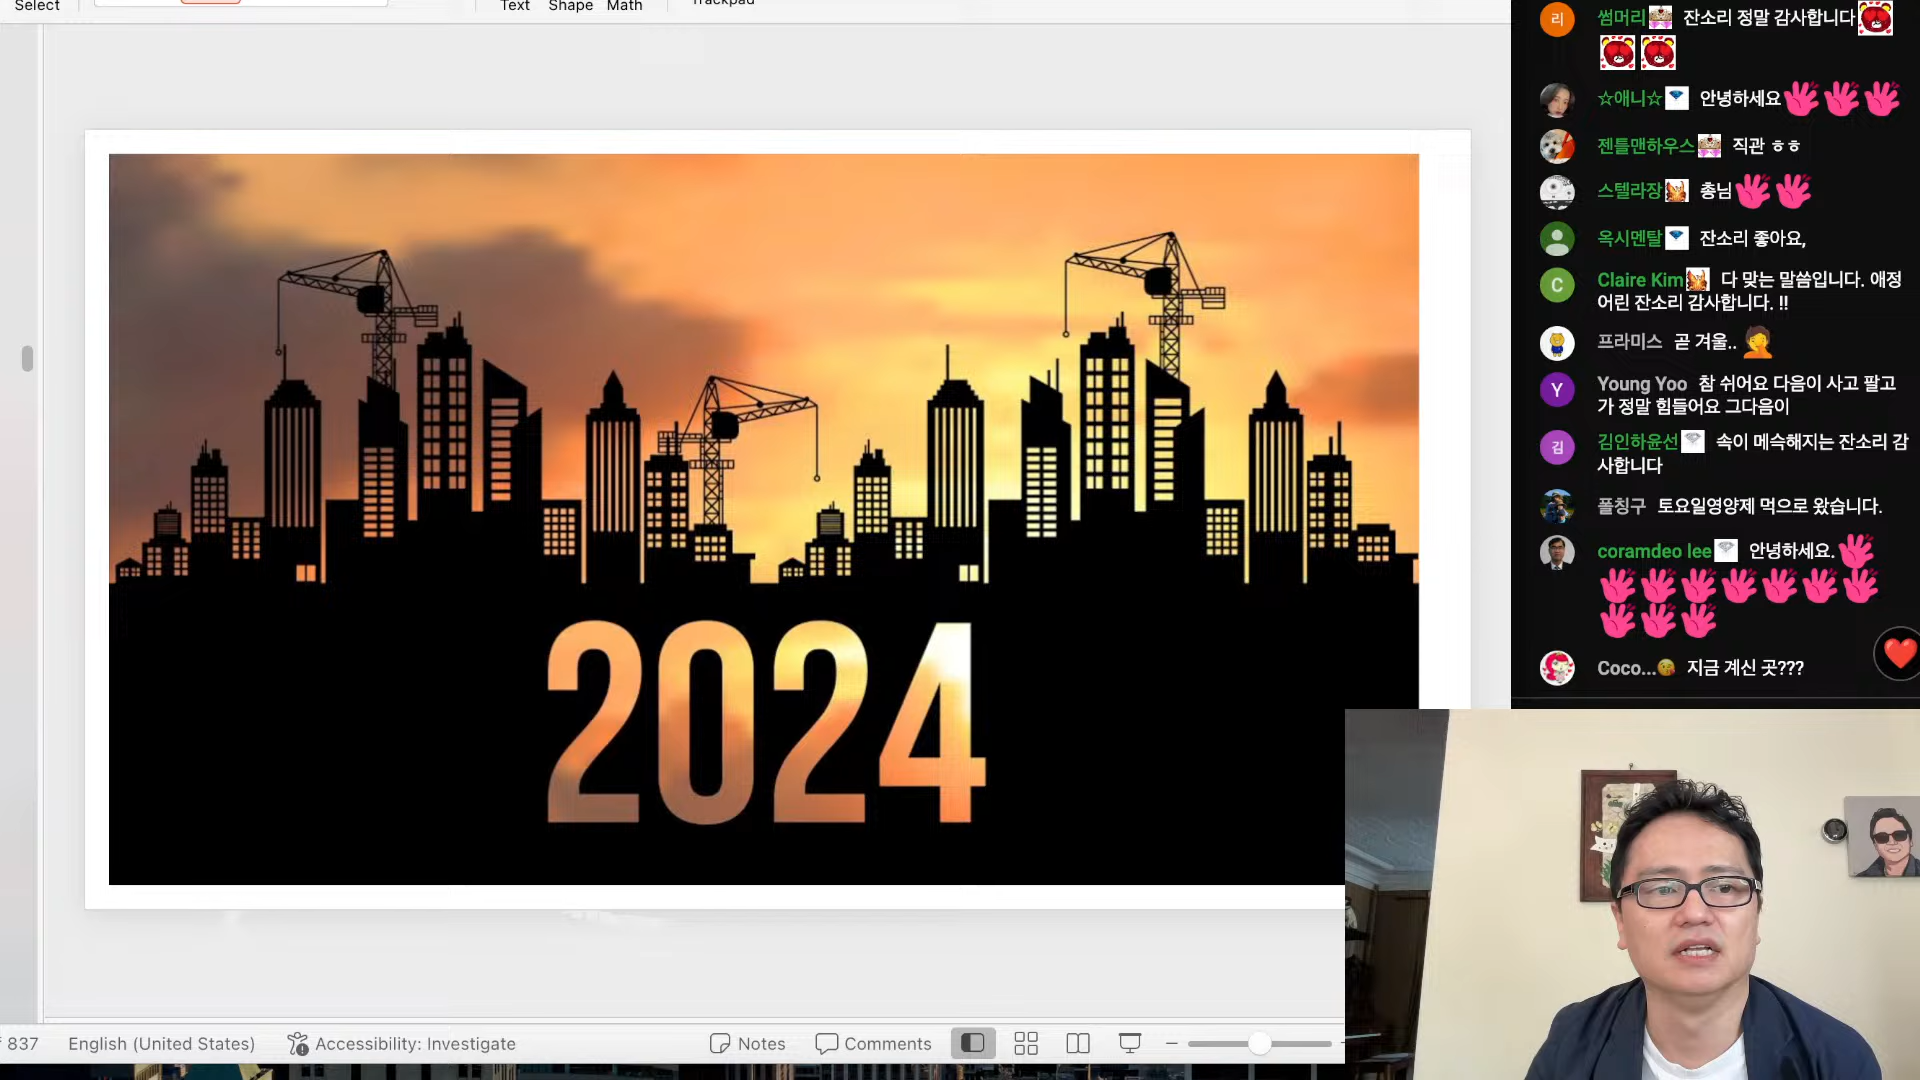 Select
Text Shape Math
Trackpad
2024
837 English (United States) Accessibility: Investigate Notes Comments
리 썸머리 잔소리 정말 감사합니다
☆애니☆ 안녕하세요
젠틀맨하우스 직관 ㅎㅎ
스텔라장 총님
옥시멘탈 잔소리 좋아요,
C Claire Kim 다 맞는 말씀입니다. 애정
어린 잔소리 감사합니다. !!
프라미스 곧 겨울..
Y Young Yoo 참 쉬어요 다음이 사고 팔고
가 정말 힘들어요 그다음이
김 김인하윤선 속이 메슥해지는 잔소리 감
사합니다
폴칭구 토요일영양제 먹으로 왔습니다.
coramdeo lee 안녕하세요.
Coco... 지금 계신 곳???